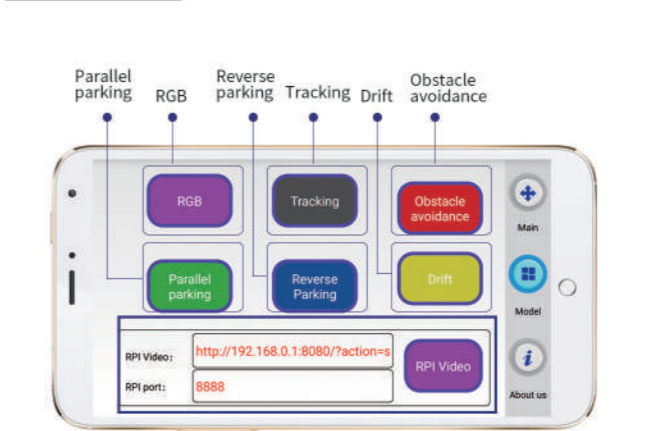 Parallel
parking
RGB
Reverse
parking
Tracking
Drift
Obstacle
avoidance
RGB
Tracking
Obstacle
avoidance
Main
Parallel
parking
Reverse
Parking
Drift
Model
RPI Video:
http://192.168.0.1:8080/?action=s
RPI Video
RPI port:
8888
About us